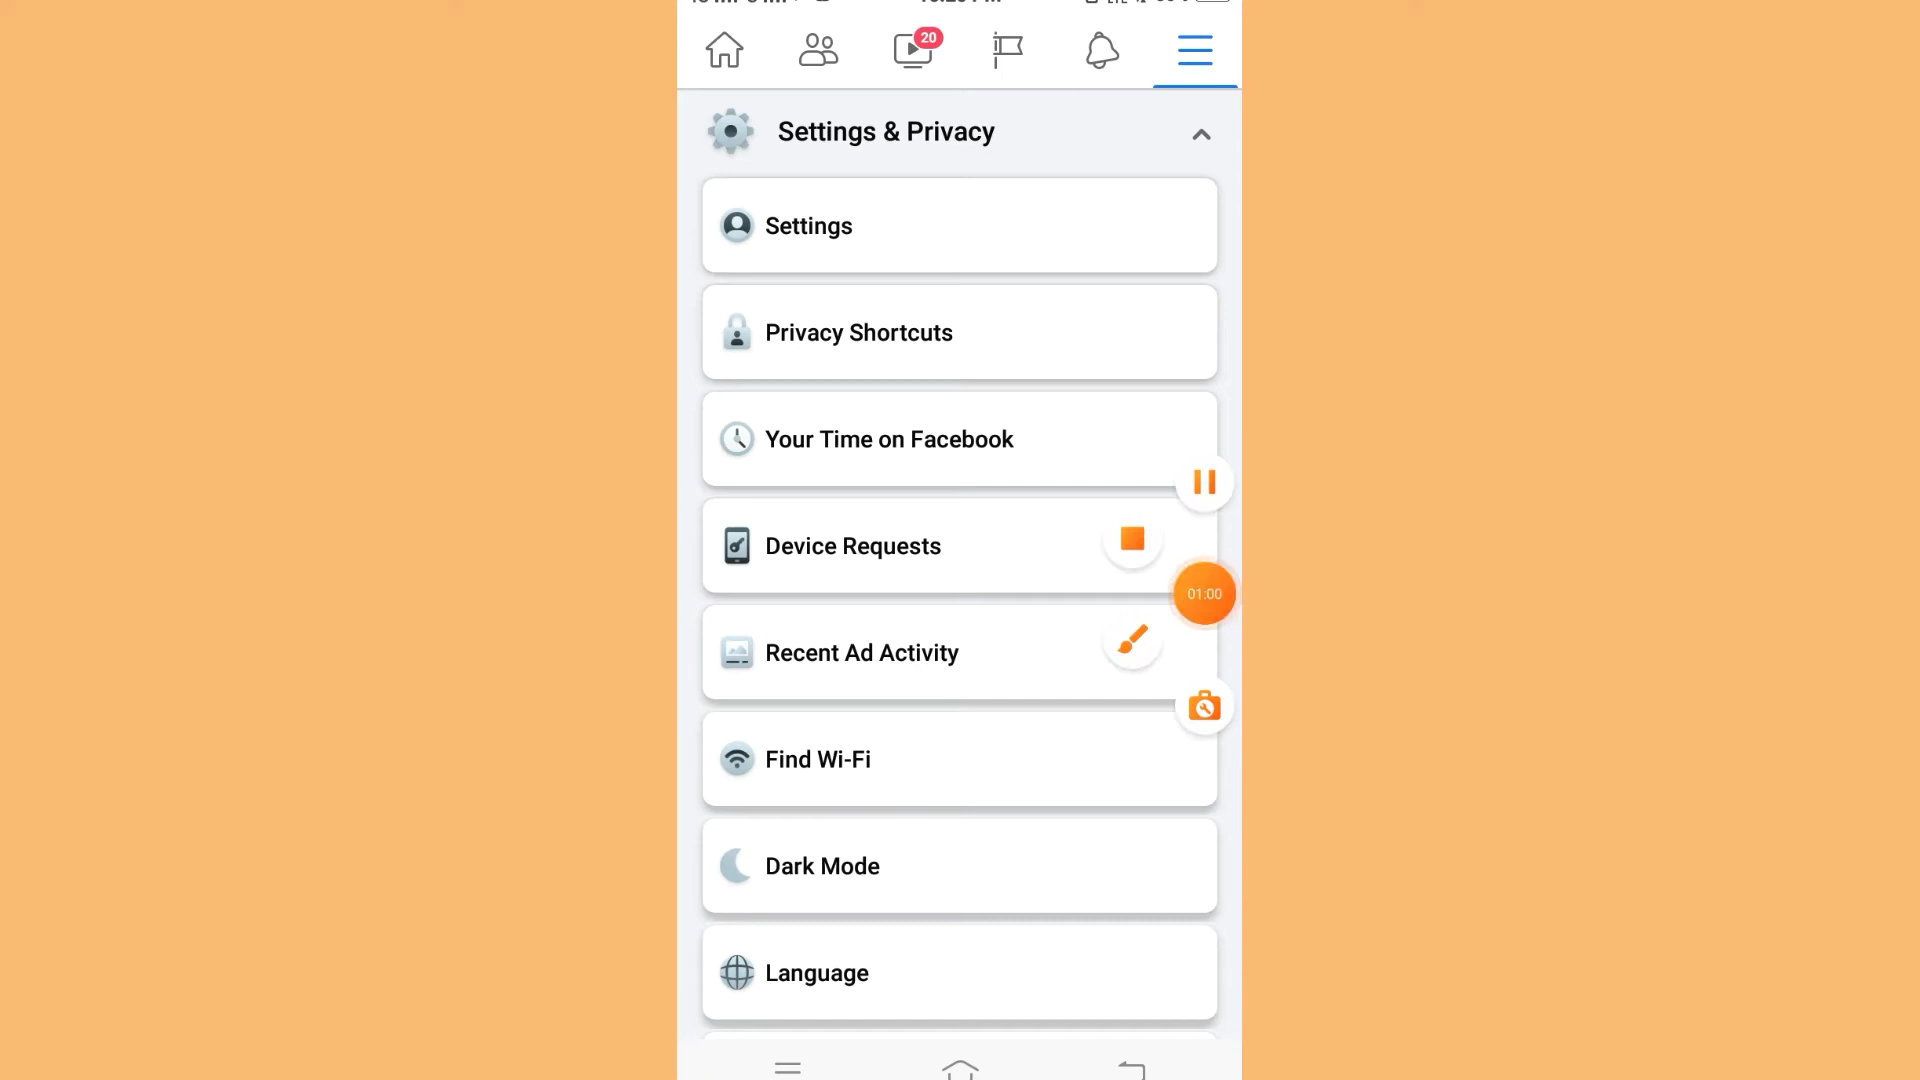 20
Settings & Privacy
Settings
Privacy Shortcuts
Your Time on Facebook
Device Requests
01:00
Recent Ad Activity
Find Wi-Fi
Dark Mode
Language